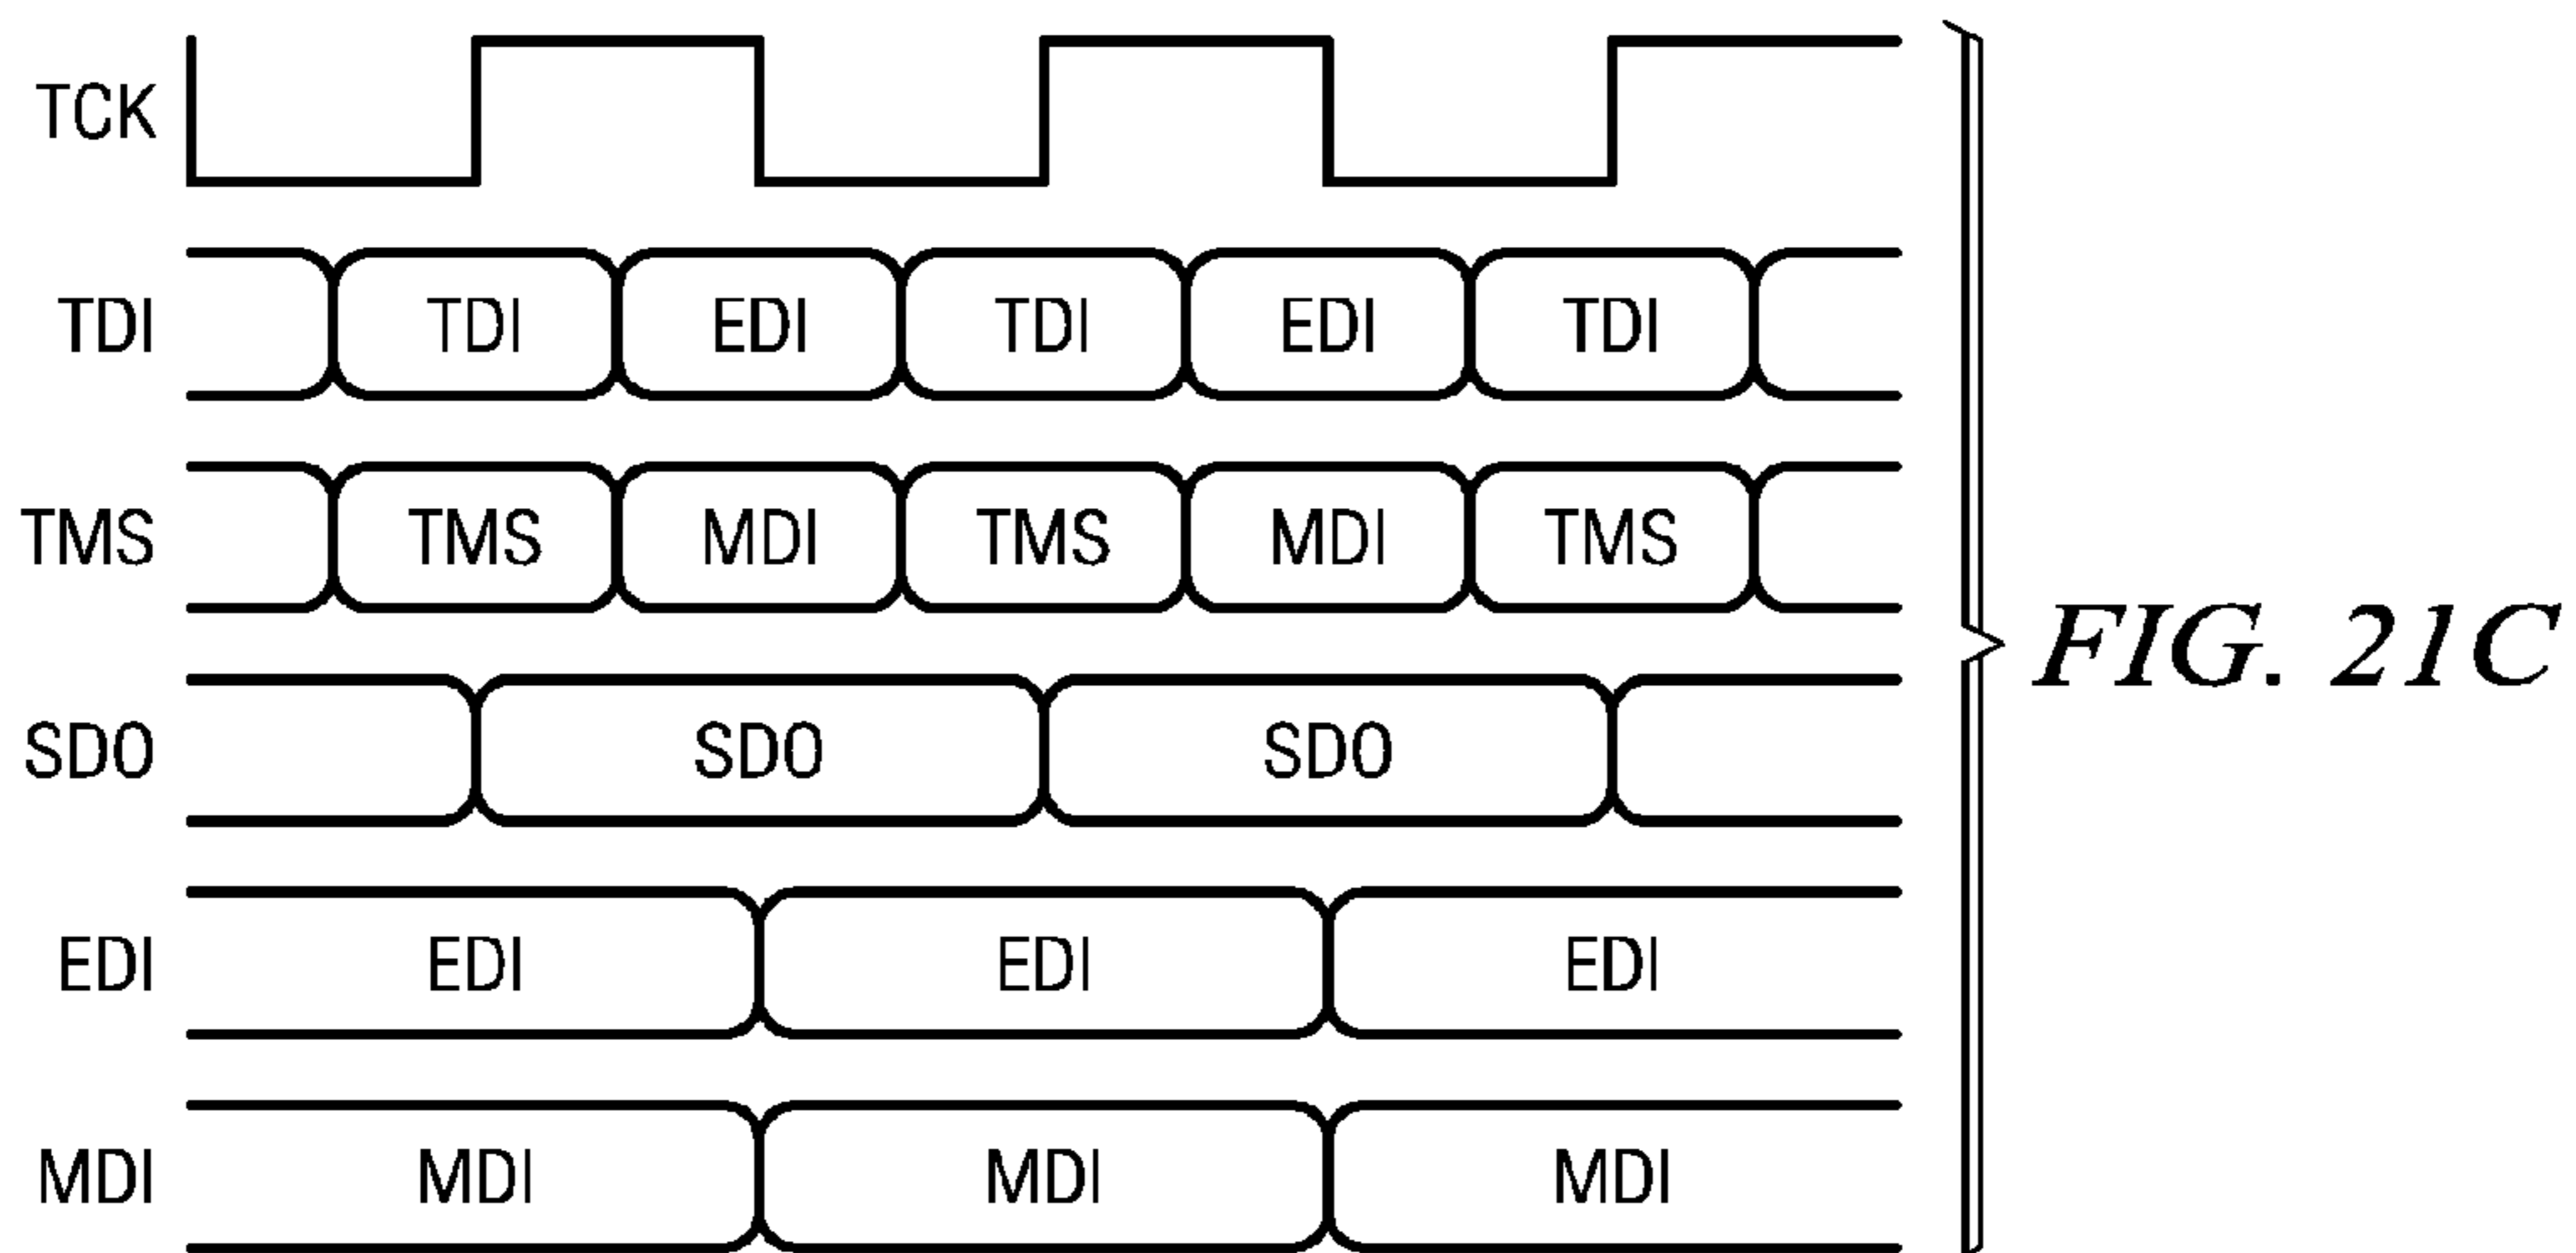 TCK
TDI TDI EDI TDI EDI TDI
TMS TMS MDI TMS MDI TMS
SDO SDO SDO
EDI EDI EDI EDI
MDI MDI MDI MDI
FIG. 21C